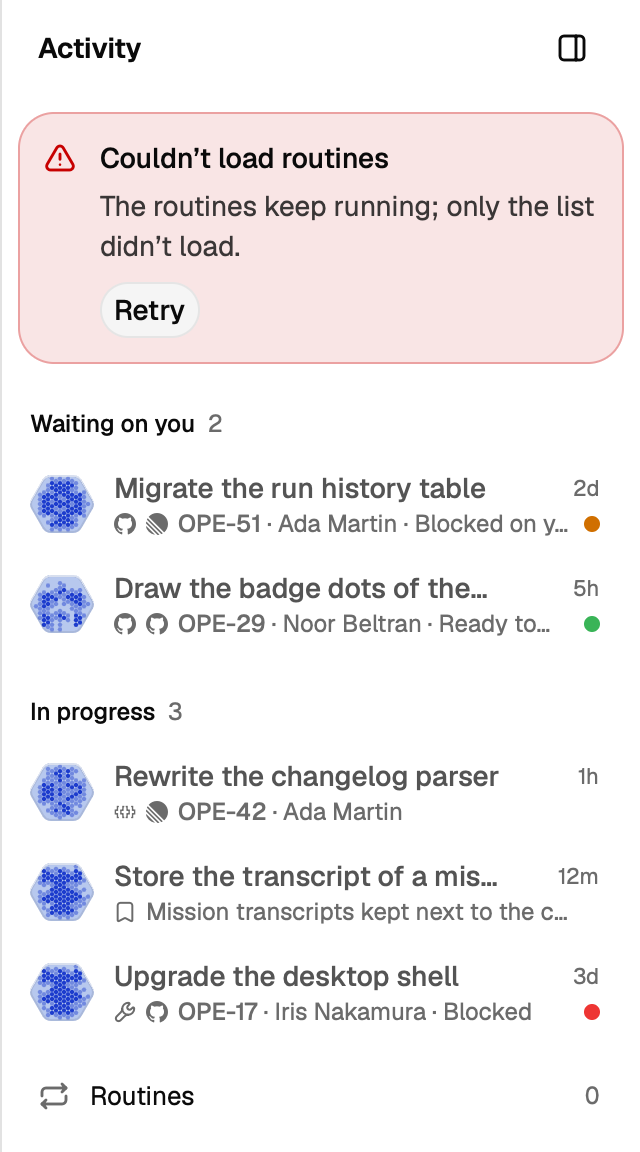 Activity
Couldn’t load routines
The routines keep running; only the list
didn’t load.
Retry
Waiting on you 2
Migrate the run history table 2d
OPE-51 · Ada Martin · Blocked on y…
Draw the badge dots of the… 5h
OPE-29 · Noor Beltran · Ready to…
In progress 3
Rewrite the changelog parser 1h
OPE-42 · Ada Martin
Store the transcript of a mis… 12m
Mission transcripts kept next to the c…
Upgrade the desktop shell 3d
OPE-17 · Iris Nakamura · Blocked
Routines 0